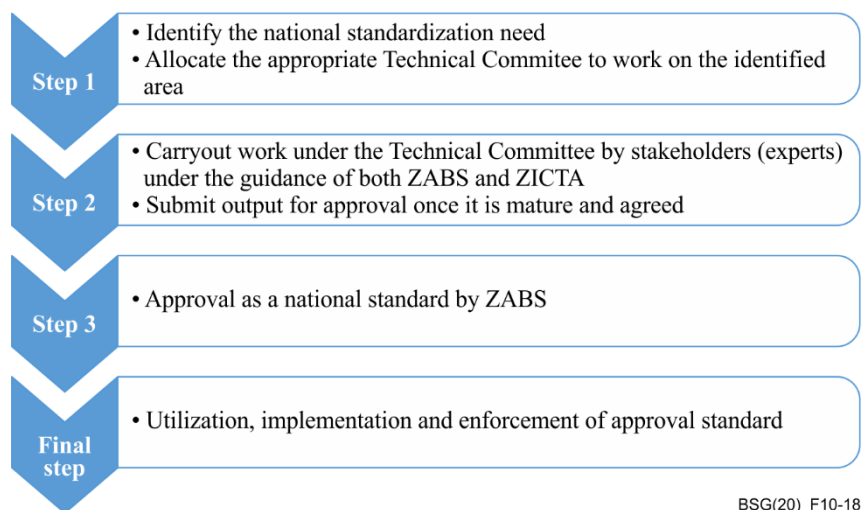 Step 1
• Identify the national standardization need
• Allocate the appropriate Technical Commitee to work on the identified
area
Step 2
• Carryout work under the Technical Committee by stakeholders (experts)
under the guidance of both ZABS and ZICTA
• Submit output for approval once it is mature and agreed
Step 3
• Approval as a national standard by ZABS
Final
step
• Utilization, implementation and enforcement of approval standard
BSG(20)_F10-18